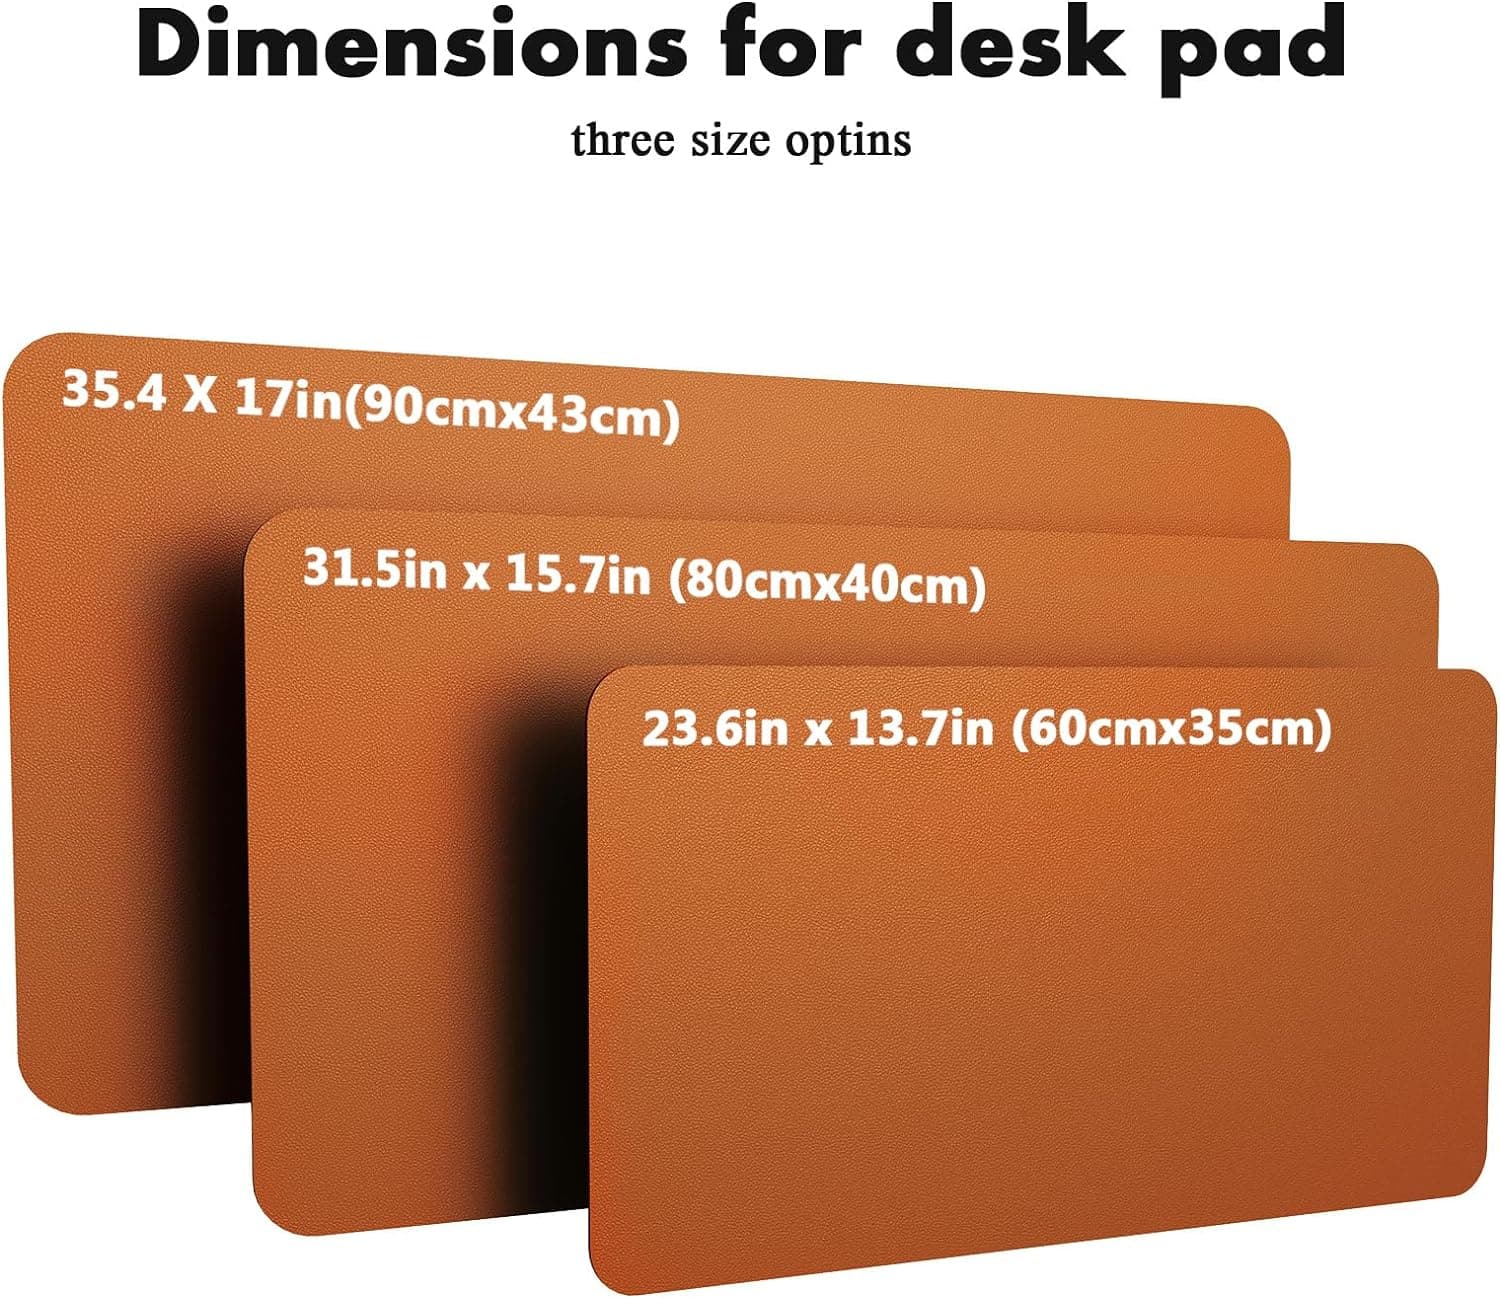 Dimensions for desk pad
three size optins
35.4 X 17in(90cmx43cm)
31.5in x 15.7in (80cmx40cm)
23.6in x 13.7in (60cmx35cm)